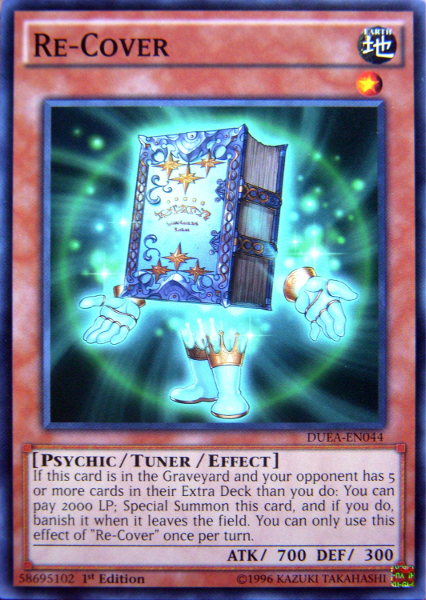 RE-COVER
EARTH
地
DUEA-EN044
[PSYCHIC / TUNER / EFFECT]
If this card is in the Graveyard and your opponent has 5
or more cards in their Extra Deck than you do: You can
pay 2000 LP; Special Summon this card, and if you do,
banish it when it leaves the field. You can only use this
effect of "Re-Cover" once per turn.
ATK/ 700 DEF/ 300
58695102 1st Edition ©1996 KAZUKI TAKAHASHI